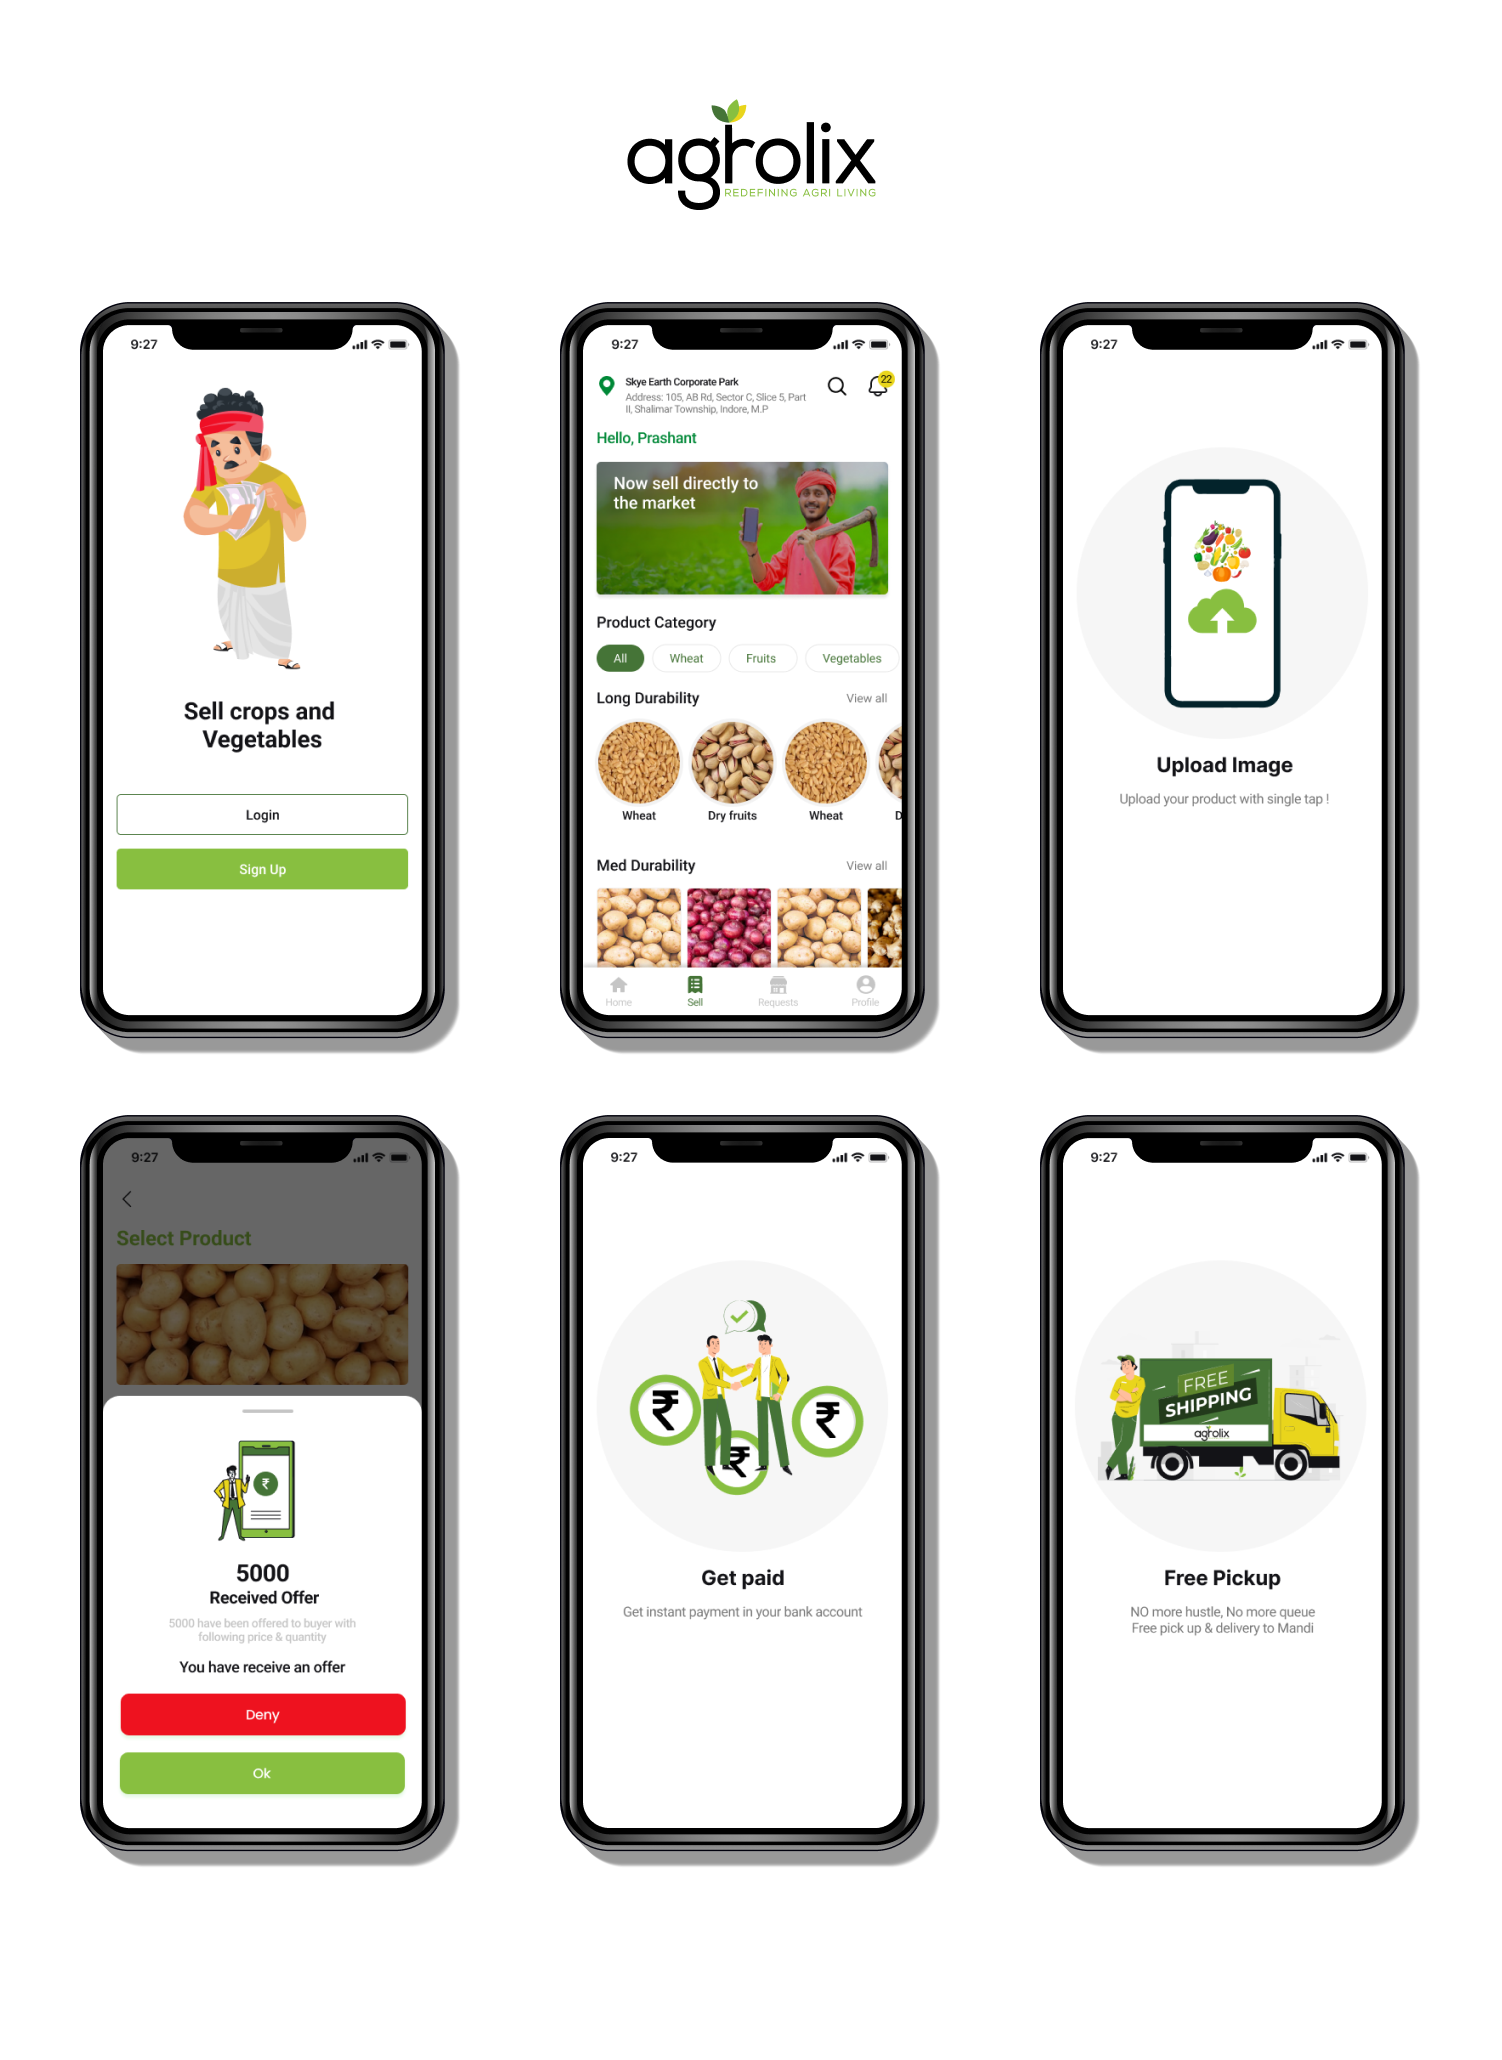 agrolix
REDEFINING AGRI LIVING
9:27
Sell crops and
Vegetables
Login
Sign Up
9:27
Skye Earth Corporate Park
Address: 105, AB Rd, Sector C, Slice 5, Part
II, Shalimar Township, Indore, M.P
22
Hello, Prashant
Now sell directly to
the market
Product Category
All Wheat Fruits Vegetables
Long Durability View all
Wheat Dry fruits Wheat D
Med Durability View all
Home Sell Requests Profile
9:27
Upload Image
Upload your product with single tap !
9:27
Select Product
₹
5000
Received Offer
5000 have been offered to buyer with
following price & quantity
You have receive an offer
Deny
Ok
9:27
₹ ₹ ₹
Get paid
Get instant payment in your bank account
9:27
FREE
SHIPPING
agrolix
Free Pickup
NO more hustle, No more queue
Free pick up & delivery to Mandi